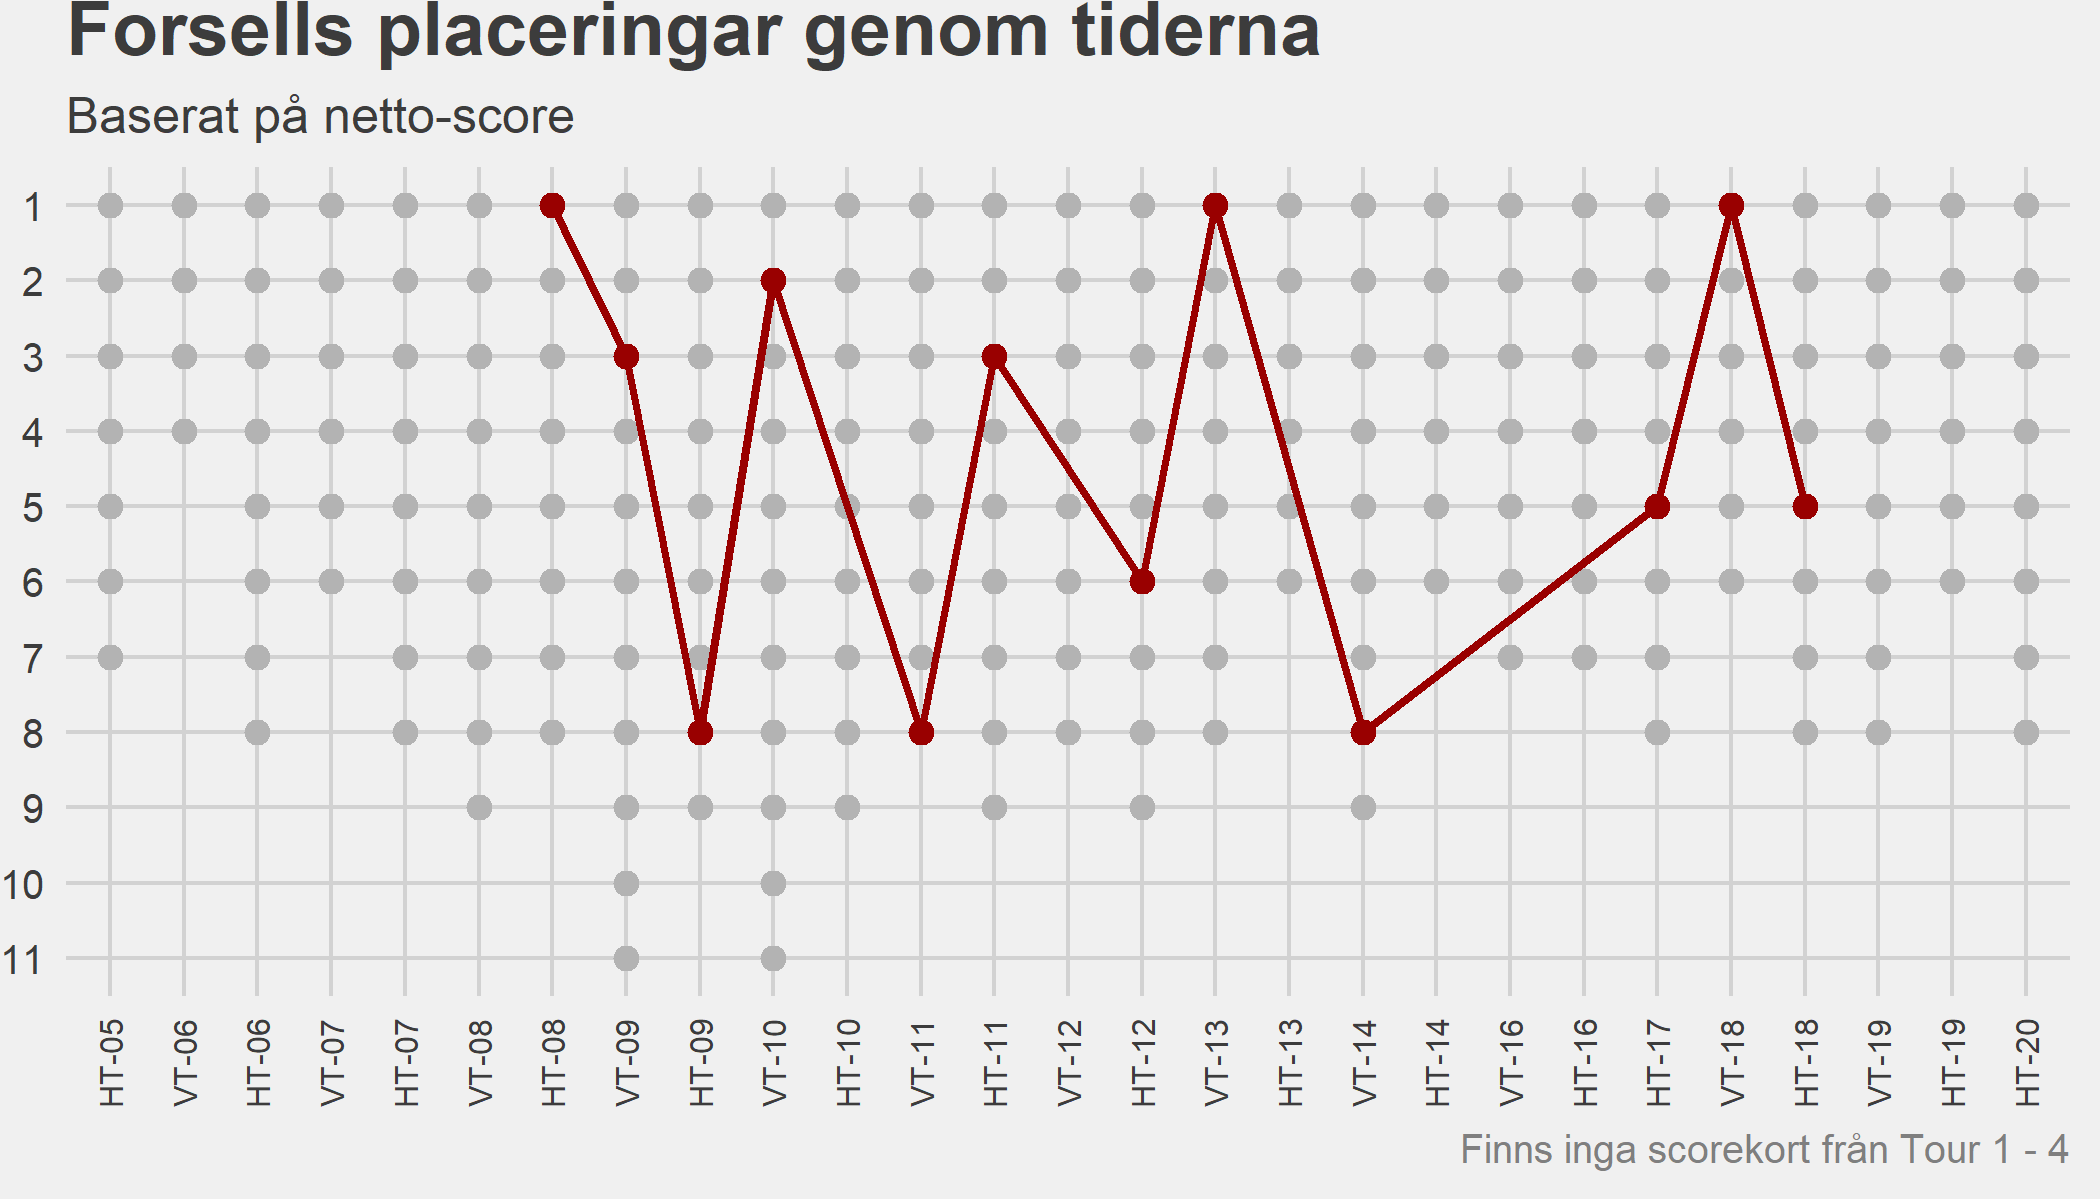 Forsells placeringar genom tiderna
Baserat på netto-score
1
2
3
4
5
6
7
8
9
10
11
HT-05
VT-06
HT-06
VT-07
HT-07
VT-08
HT-08
VT-09
HT-09
VT-10
HT-10
VT-11
HT-11
VT-12
HT-12
VT-13
HT-13
VT-14
HT-14
VT-16
HT-16
HT-17
VT-18
HT-18
VT-19
HT-19
HT-20
Finns inga scorekort från Tour 1 - 4